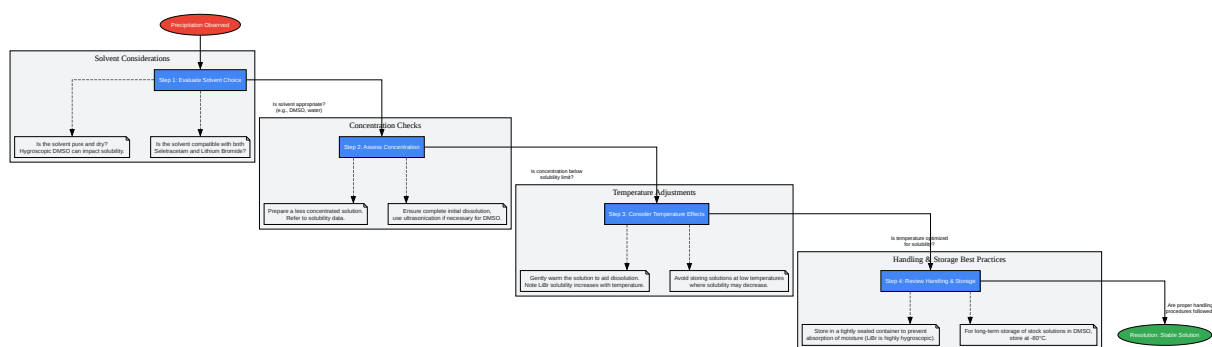 Precipitation Observed
Solvent Considerations
Step 1: Evaluate Solvent Choice
Is the solvent pure and dry?
Hygroscopic DMSO can impact solubility.
Is the solvent compatible with both
Seletracetam and Lithium Bromide?
Is solvent appropriate?
(e.g., DMSO, water)
Concentration Checks
Step 2: Assess Concentration
Prepare a less concentrated solution.
Refer to solubility data.
Ensure complete initial dissolution,
use ultrasonication if necessary for DMSO.
Is concentration below
solubility limit?
Temperature Adjustments
Step 3: Consider Temperature Effects
Gently warm the solution to aid dissolution.
Note LiBr solubility increases with temperature.
Avoid storing solutions at low temperatures
where solubility may decrease.
Is temperature optimized
for solubility?
Handling & Storage Best Practices
Step 4: Review Handling & Storage
Store in a tightly sealed container to prevent
absorption of moisture (LiBr is highly hygroscopic).
For long-term storage of stock solutions in DMSO,
store at -80°C.
Are proper handling
procedures followed
Resolution: Stable Solution